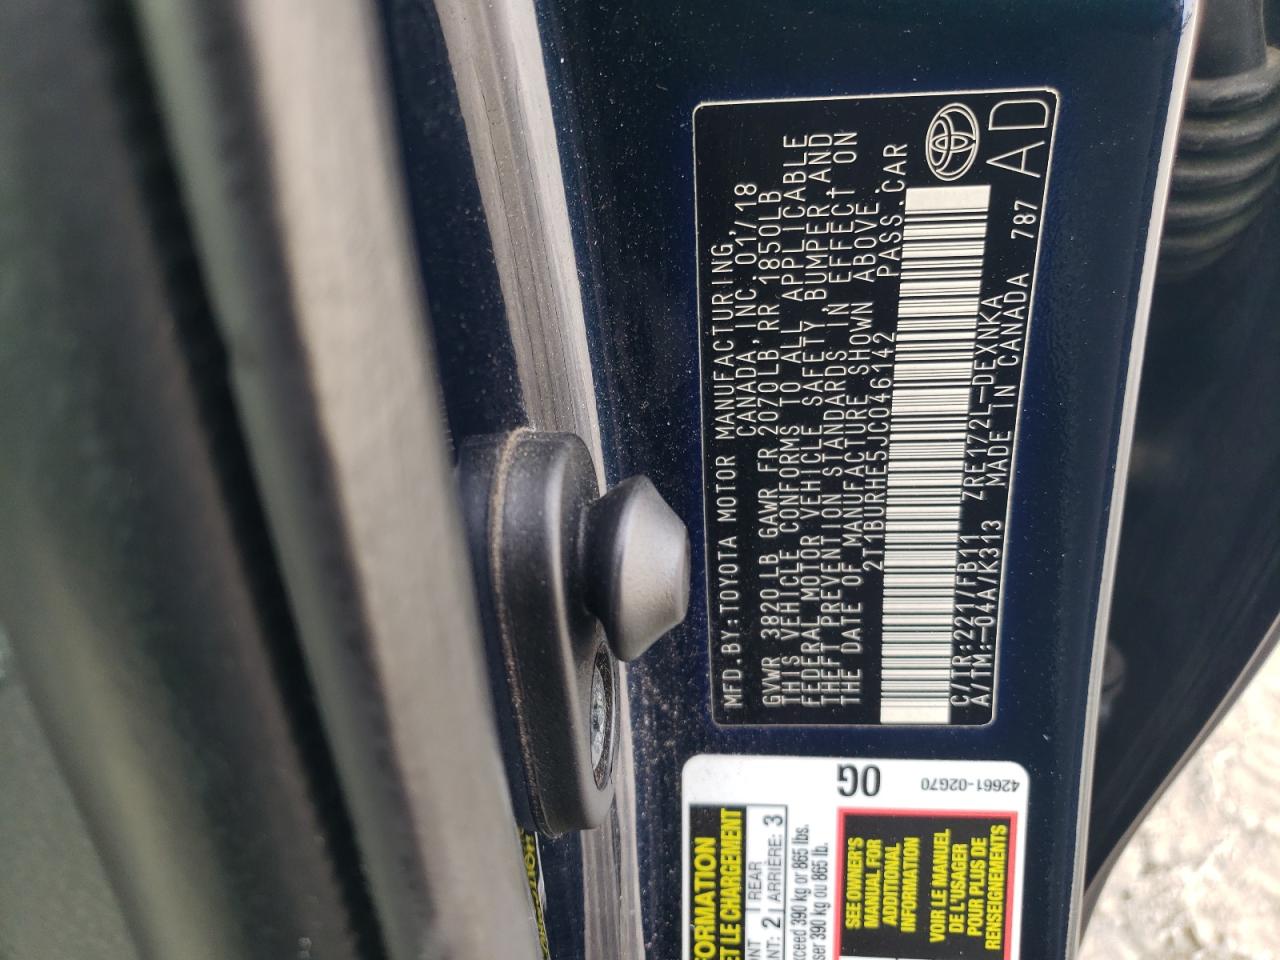 MFD.BY:TOYOTA MOTOR MANUFACTURING,
CANADA,INC. 01/18
GVWR 3820 LB GAWR FR 2070LB,RR 1850LB
THIS VEHICLE CONFORMS TO ALL APPLICABLE
FEDERAL MOTOR VEHICLE SAFETY, BUMPER,AND
THEFT PREVENTION STANDARDS IN EFFECT ON
THE DATE OF MANUFACTURE SHOWN ABOVE.
2T1BURHE5JC046142 PASS.CAR
C/TR:221/FB11 ZRE172L-DEXNKA
A/TM:-04A/K313 MADE IN CANADA 787
AD
0G
42661-02G70
ET LE CHARGEMENT
2 REAR
ARRIÈRE: 3
390 kg or 865 lbs.
390 kg ou 865 lb.
SEE OWNER'S
MANUAL FOR
ADDITIONAL
INFORMATION
VOIR LE MANUEL
DE L'USAGER
POUR PLUS DE
RENSEIGNEMENTS